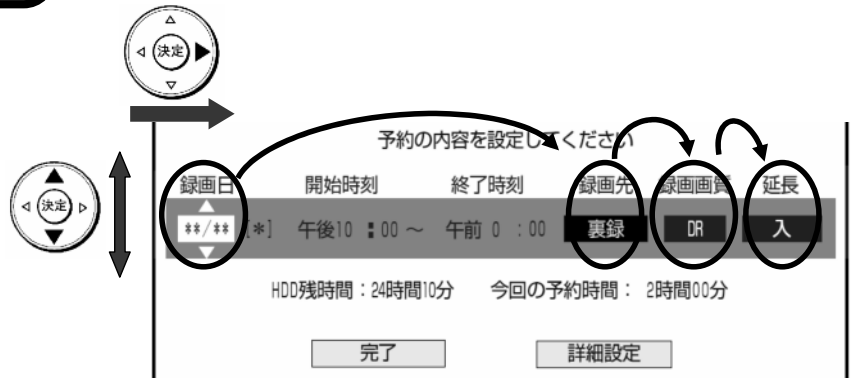 決定
予約の内容を設定してください
録画日 開始時刻 終了時刻 録画先 録画画質 延長
決定
**/** [*] 午後10:00～ 午前 0:00 裏録 DR 入
HDD残時間：24時間10分 今回の予約時間： 2時間00分
完了 詳細設定